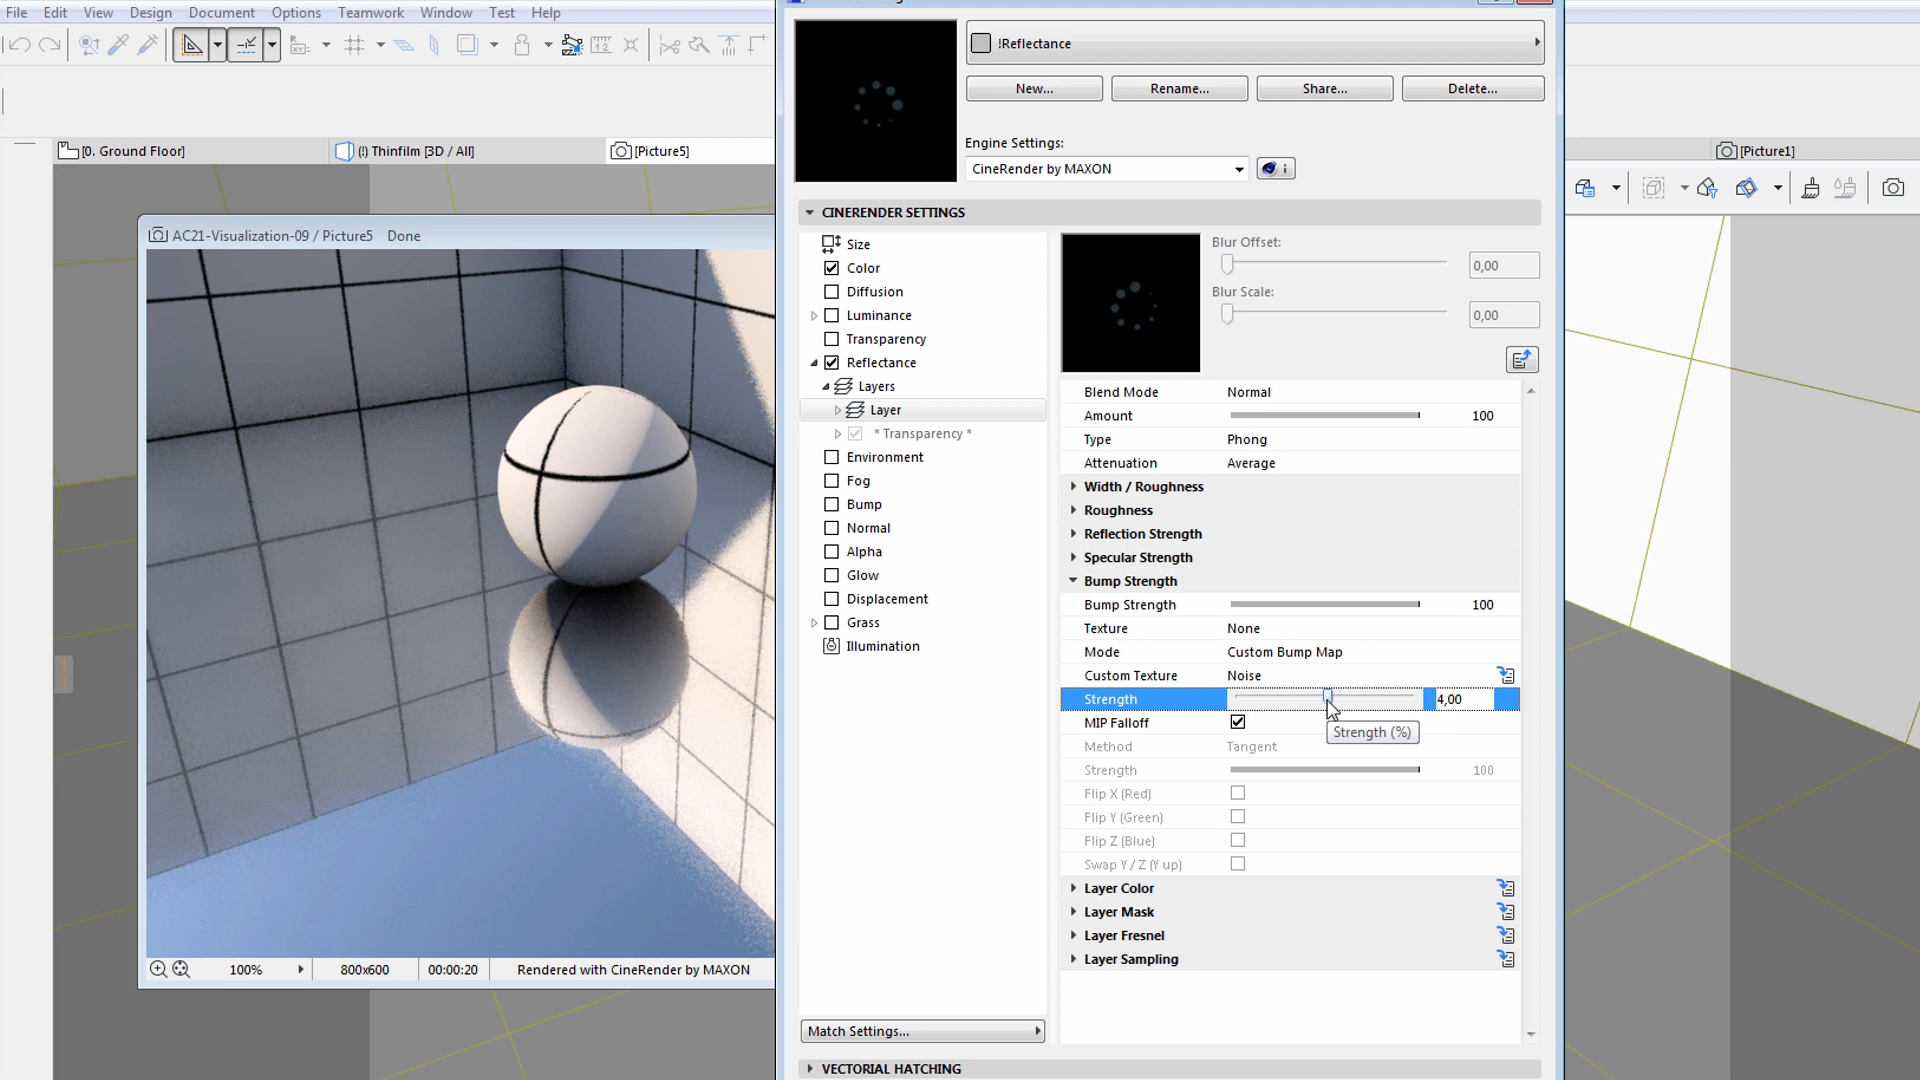 File Edit View Design Document Options Teamwork Window Test Help
!Reflectance
New... Rename... Share... Delete...
Engine Settings:
CineRender by MAXON
i
[0. Ground Floor] (!) Thinfilm [3D / All] [Picture5] [Picture1]
CINERENDER SETTINGS
AC21-Visualization-09 / Picture5 Done
Size
Color
Diffusion
Luminance
Transparency
Reflectance
Layers
Layer
* Transparency *
Environment
Fog
Bump
Normal
Alpha
Glow
Displacement
Grass
Illumination
Match Settings...
Blur Offset:
0,00
Blur Scale:
0,00
Blend Mode Normal
Amount 100
Type Phong
Attenuation Average
Width / Roughness
Roughness
Reflection Strength
Specular Strength
Bump Strength
Bump Strength 100
Texture None
Mode Custom Bump Map
Custom Texture Noise
Strength 4,00
MIP Falloff
Strength (%)
Method Tangent
Strength 100
Flip X (Red)
Flip Y (Green)
Flip Z (Blue)
Swap Y / Z (Y up)
Layer Color
Layer Mask
Layer Fresnel
Layer Sampling
100% 800x600 00:00:20 Rendered with CineRender by MAXON
VECTORIAL HATCHING